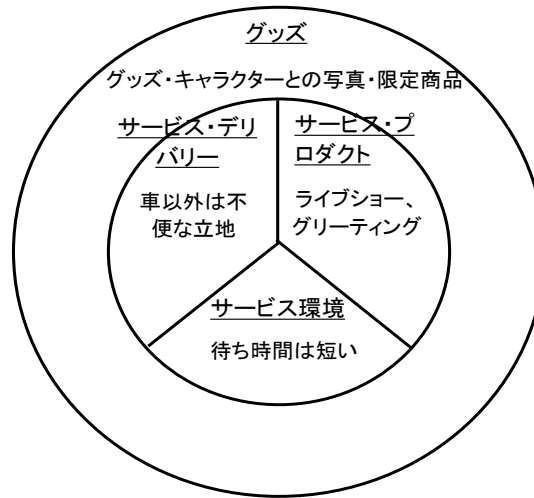 グッズ
グッズ・キャラクターとの写真・限定商品
サービス・デリ
バリー
車以外は不
便な立地
サービス・プ
ロダクト
ライブショー、
グリーティング
サービス環境
待ち時間は短い